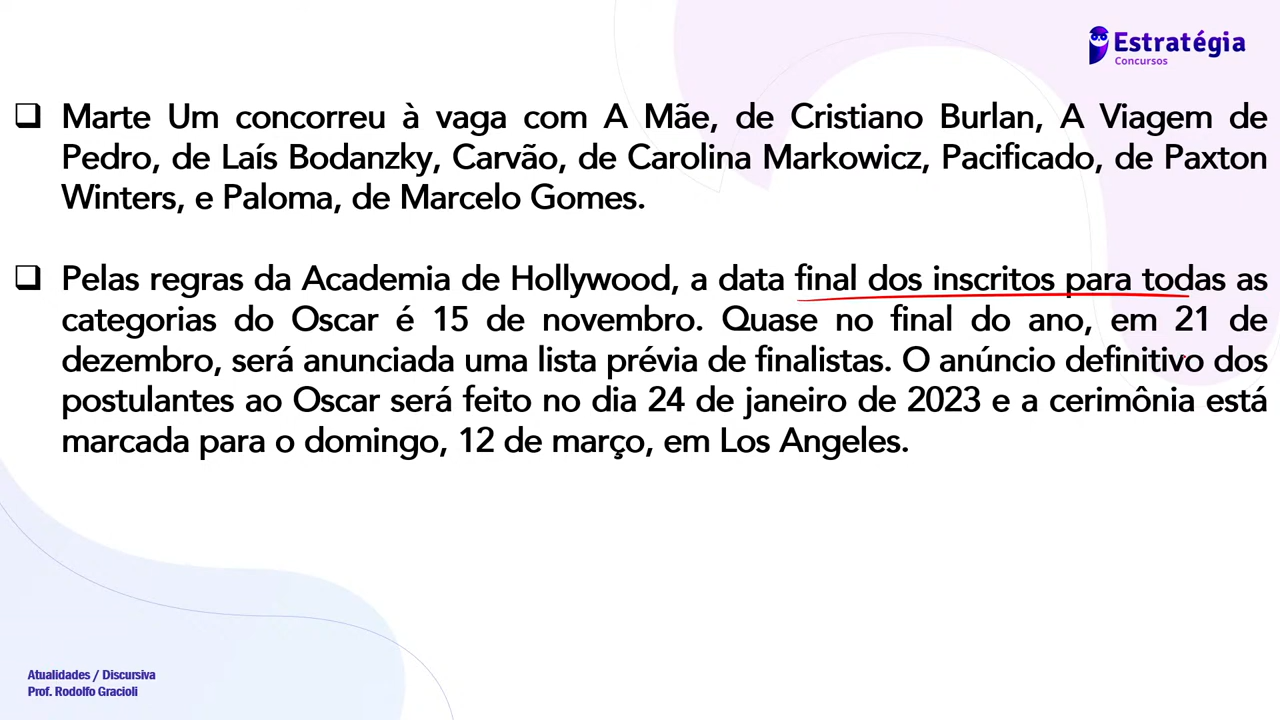 Estratégia
Concursos
Marte Um concorreu à vaga com A Mãe, de Cristiano Burlan, A Viagem de
Pedro, de Laís Bodanzky, Carvão, de Carolina Markowicz, Pacificado, de Paxton
Winters, e Paloma, de Marcelo Gomes.
Pelas regras da Academia de Hollywood, a data final dos inscritos para todas as
categorias do Oscar é 15 de novembro. Quase no final do ano, em 21 de
dezembro, será anunciada uma lista prévia de finalistas. O anúncio definitivo dos
postulantes ao Oscar será feito no dia 24 de janeiro de 2023 e a cerimônia está
marcada para o domingo, 12 de março, em Los Angeles.
Atualidades / Discursiva
Prof. Rodolfo Gracioli